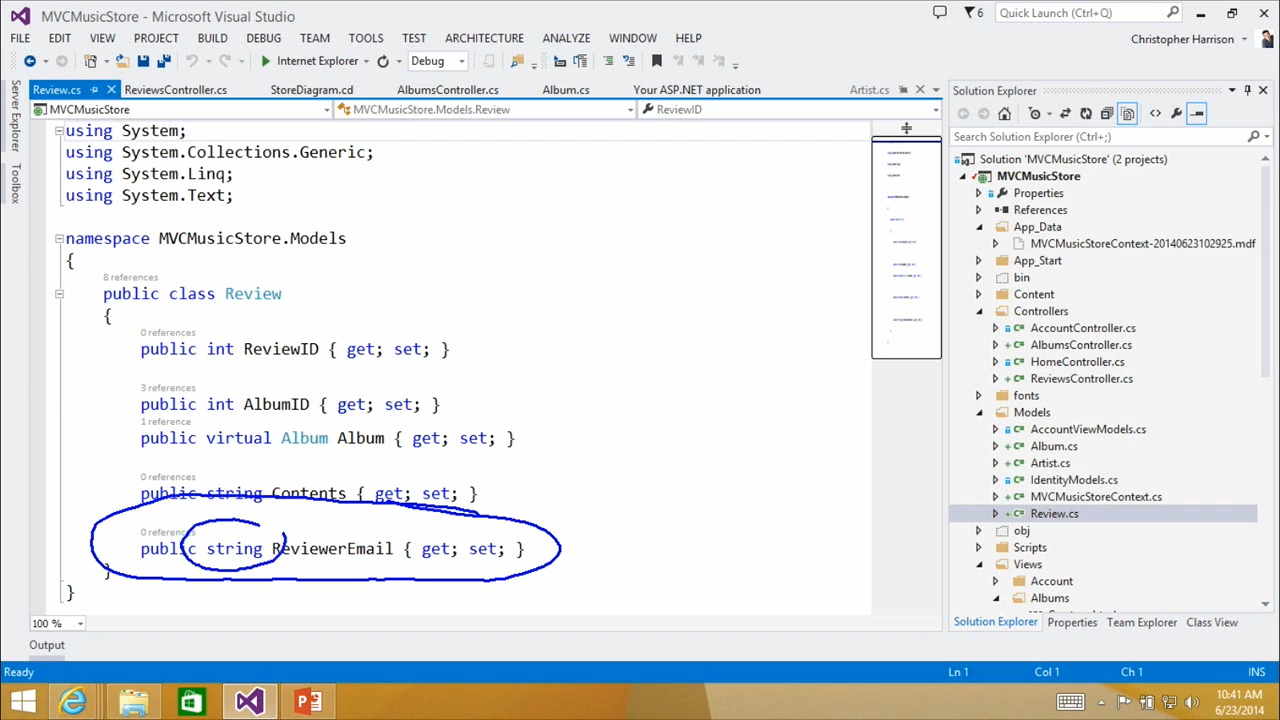 MVCMusicStore - Microsoft Visual Studio
6
Quick Launch (Ctrl+Q)
FILE EDIT VIEW PROJECT BUILD DEBUG TEAM TOOLS TEST ARCHITECTURE ANALYZE WINDOW HELP
Christopher Harrison
Internet Explorer
Debug
Server Explorer
Toolbox
Review.cs ReviewsController.cs StoreDiagram.cd AlbumsController.cs Album.cs Your ASP.NET application Artist.cs
MVCMusicStore MVCMusicStore.Models.Review ReviewID
using System;
using System.Collections.Generic;
using System.Linq;
using System.Text;
namespace MVCMusicStore.Models
{
8 references
public class Review
{
0 references
public int ReviewID { get; set; }
3 references
public int AlbumID { get; set; }
1 reference
public virtual Album Album { get; set; }
0 references
public string Contents { get; set; }
0 references
public string ReviewerEmail { get; set; }
}
}
100 %
Output
Solution Explorer
Search Solution Explorer (Ctrl+;)
Solution 'MVCMusicStore' (2 projects)
MVCMusicStore
Properties
References
App_Data
MVCMusicStoreContext-20140623102925.mdf
App_Start
bin
Content
Controllers
AccountController.cs
AlbumsController.cs
HomeController.cs
ReviewsController.cs
fonts
Models
AccountViewModels.cs
Album.cs
Artist.cs
IdentityModels.cs
MVCMusicStoreContext.cs
Review.cs
obj
Scripts
Views
Account
Albums
Solution Explorer Properties Team Explorer Class View
Ready Ln 1 Col 1 Ch 1 INS
10:41 AM
6/23/2014